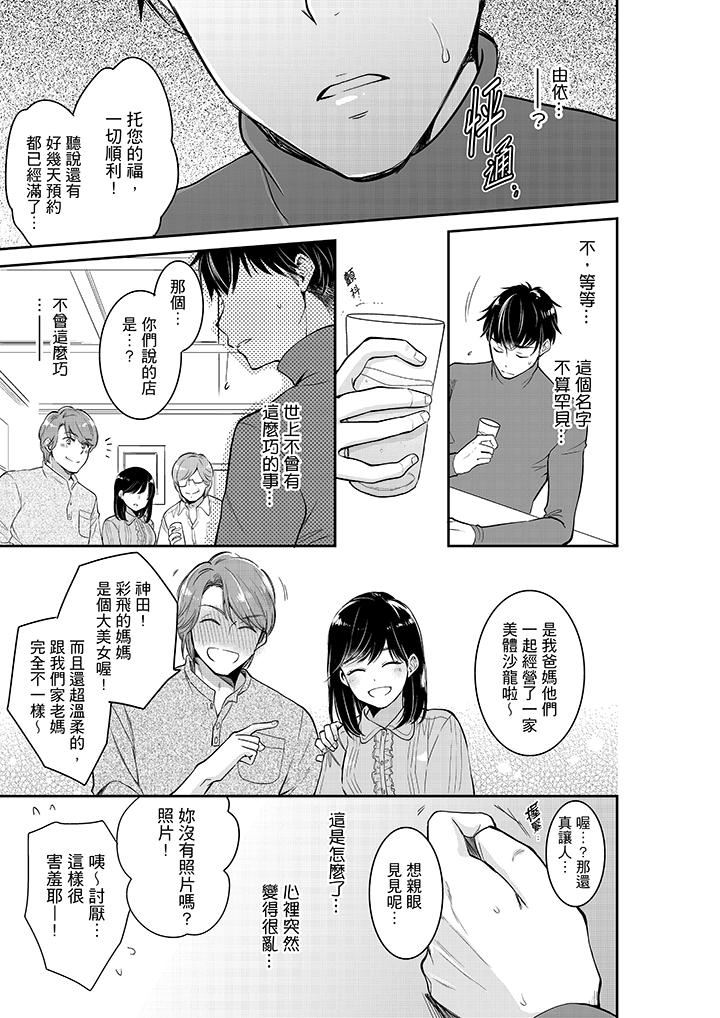 由依…
——？
怦通…
托您的福，
一切順利！
聽說還有
好幾天預約
都已經滿了…
不，等等…
這個名字
不算罕見…
顫抖
世上不曾有
這麼巧的事…
那個…
你們說的店
是…？
不曾這麼巧
…——
是我爸媽他們
一起經營了一家
美體沙龍啦～
神田！
彩飛的媽媽
是個大美女喔！
而且還超溫柔的，
跟我們家老媽
完全不一樣～
喔…？那還
真讓人…
握緊…
想親眼
見見呢…
這是怎麼了…
心裡突然
變得很亂…
妳沒有照片嗎？
照片！
咦～討厭…
這樣很
害羞耶—！